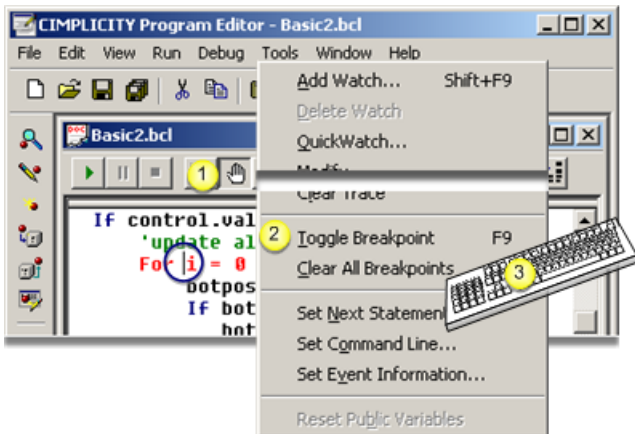 CIMPLICITY Program Editor - Basic2.bcl
File Edit View Run Debug Tools Window Help
Add Watch... Shift+F9
Delete Watch
QuickWatch...
Basic2.bcl
1
Clear Trace
If control.val
'update al
2
Toggle Breakpoint F9
For i = 0
Clear All Breakpoints
3
botpos
If bot
bot
Set Next Statement
Set Command Line...
Set Event Information...
Reset Public Variables